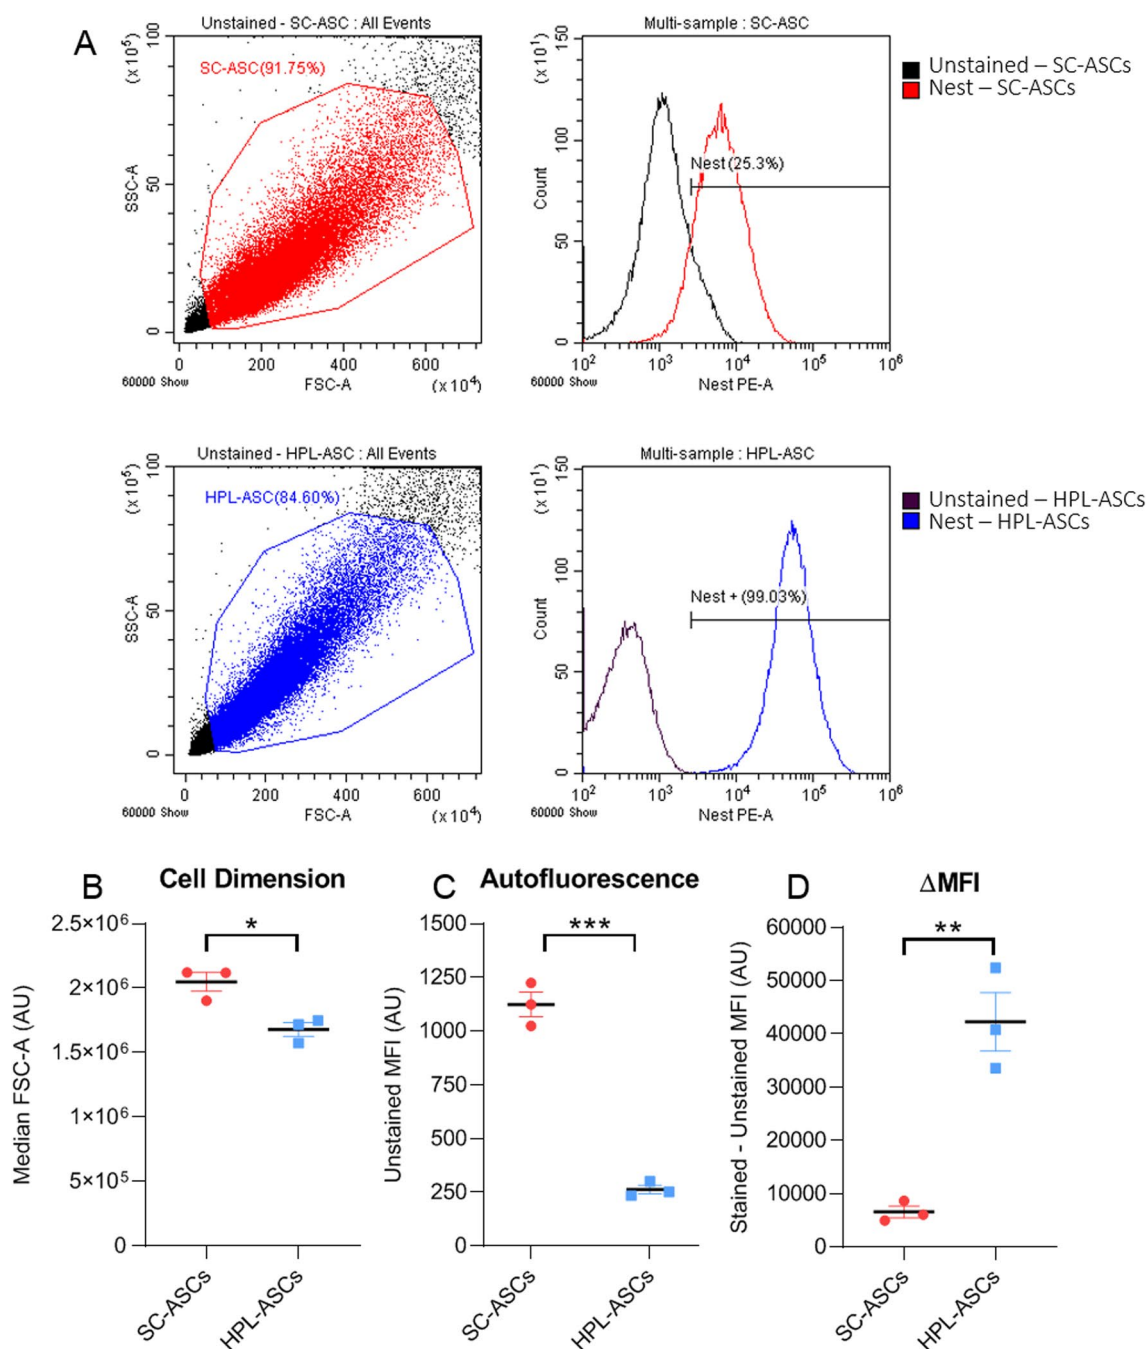 A
Unstained - SC-ASC : All Events
(x 10⁵)
100
50
0
SSC-A
SC-ASC(91.75%)
0 200 400 600
60000 Show
FSC-A
(x 10⁴)
Multi-sample : SC-ASC
(x 10¹)
150
100
50
0
Count
Nest (25.3%)
10² 10³ 10⁴ 10⁵ 10⁶
60000 Show
Nest PE-A
Unstained – SC-ASCs
Nest – SC-ASCs
Unstained - HPL-ASC : All Events
(x 10⁵)
100
50
0
SSC-A
HPL-ASC(84.60%)
0 200 400 600
60000 Show
FSC-A
(x 10⁴)
Multi-sample : HPL-ASC
(x 10¹)
150
100
50
0
Count
Nest + (99.03%)
10² 10³ 10⁴ 10⁵ 10⁶
60000 Show
Nest PE-A
Unstained – HPL-ASCs
Nest – HPL-ASCs
B
Cell Dimension
Median FSC-A (AU)
2.5×10⁶
2×10⁶
1.5×10⁶
1×10⁶
5×10⁵
0
*
SC-ASCs
HPL-ASCs
C
Autofluorescence
Unstained MFI (AU)
1500
1250
1000
750
500
250
0
***
SC-ASCs
HPL-ASCs
D
ΔMFI
Stained - Unstained MFI (AU)
60000
50000
40000
30000
20000
10000
0
**
SC-ASCs
HPL-ASCs